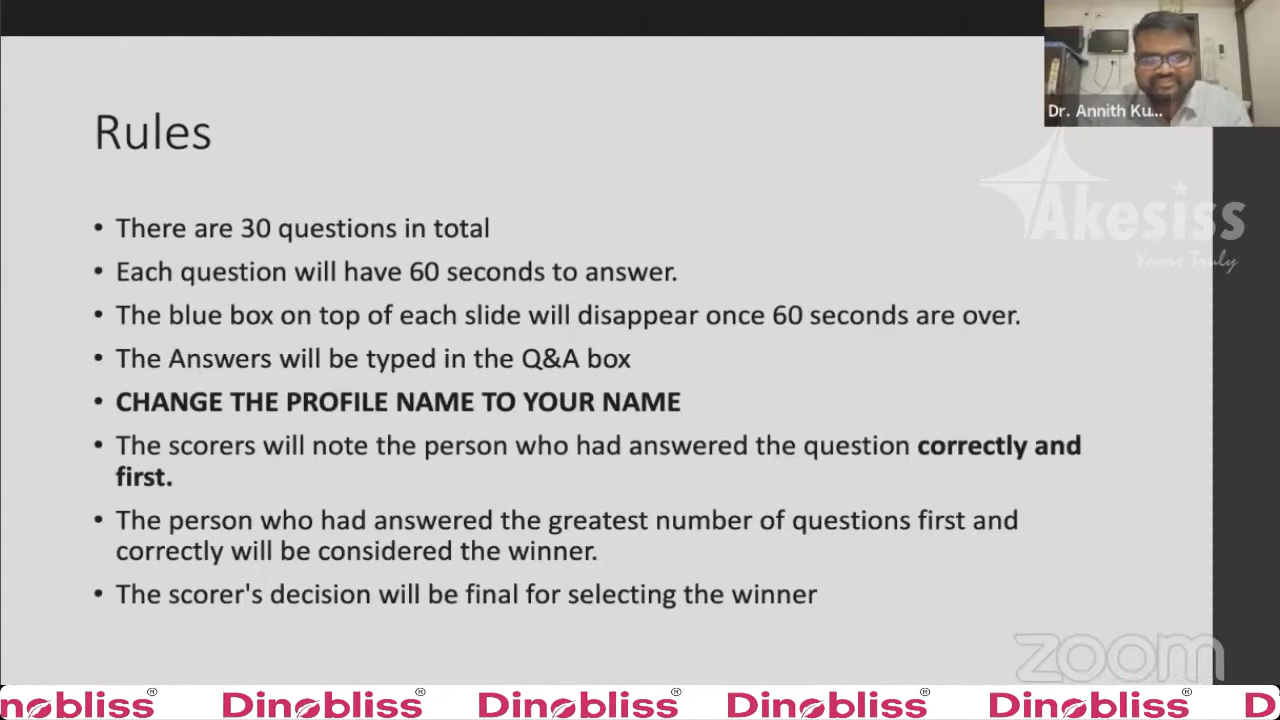 Dr. Annith Ku...
Rules
Akesiss
Yours Truly
• There are 30 questions in total
• Each question will have 60 seconds to answer.
• The blue box on top of each slide will disappear once 60 seconds are over.
• The Answers will be typed in the Q&A box
• CHANGE THE PROFILE NAME TO YOUR NAME
• The scorers will note the person who had answered the question correctly and
first.
• The person who had answered the greatest number of questions first and
correctly will be considered the winner.
• The scorer's decision will be final for selecting the winner
zoom
nobliss® Dinobliss® Dinobliss® Dinobliss® Dinobliss® D